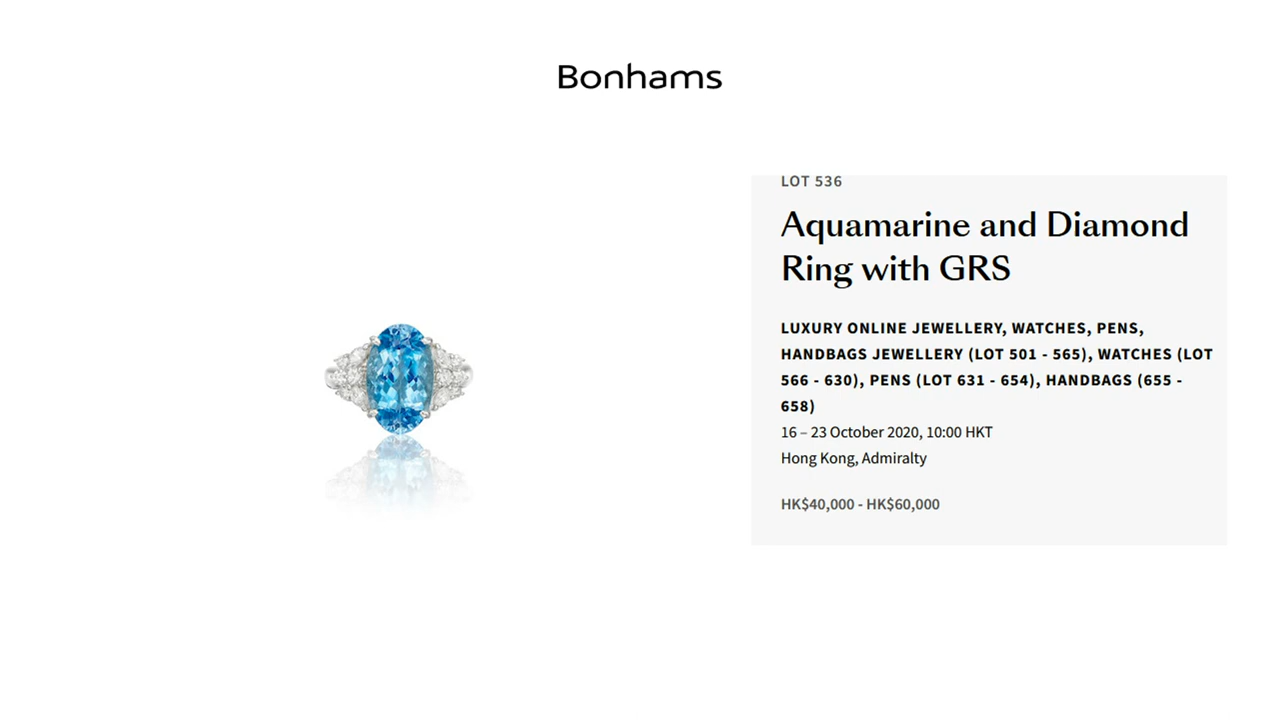 Bonhams
LOT 536
Aquamarine and Diamond
Ring with GRS
LUXURY ONLINE JEWELLERY, WATCHES, PENS,
HANDBAGS JEWELLERY (LOT 501 - 565), WATCHES (LOT
566 - 630), PENS (LOT 631 - 654), HANDBAGS (655 -
658)
16 – 23 October 2020, 10:00 HKT
Hong Kong, Admiralty
HK$40,000 - HK$60,000